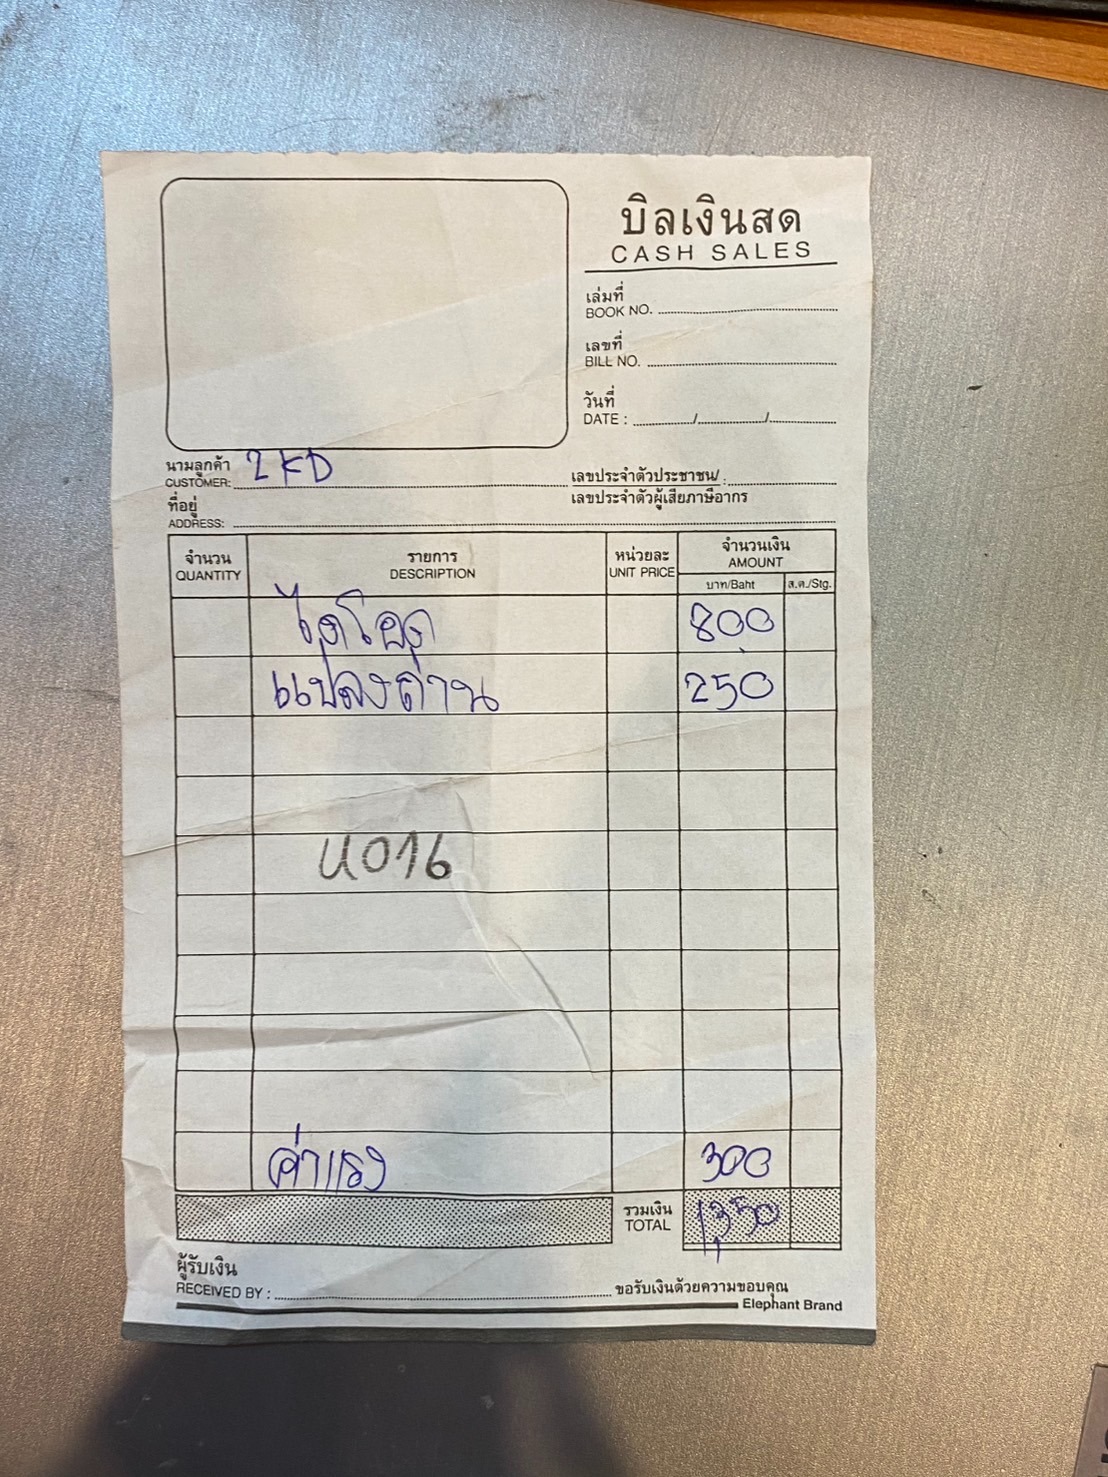 บิลเงินสด
CASH SALES
เล่มที่
BOOK NO.
เลขที่
BILL NO.
วันที่
DATE : / /
นามลูกค้า 2KD
CUSTOMER:
เลขประจำตัวประชาชน/ :
เลขประจำตัวผู้เสียภาษีอากร
ที่อยู่
ADDRESS:
จำนวน รายการ หน่วยละ จำนวนเงิน
QUANTITY DESCRIPTION UNIT PRICE AMOUNT
บาท/Baht ส.ต./Stg.
ไดโอด 800
แปลงถ่าน 250
U016
ค่าแรง 300
รวมเงิน
TOTAL 1,350
ผู้รับเงิน
RECEIVED BY : ขอรับเงินด้วยความขอบคุณ
Elephant Brand